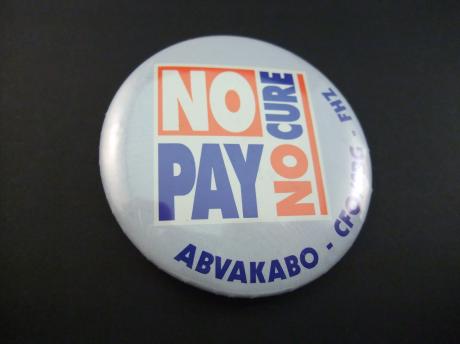 NO
PAY
NO CURE
ABVAKABO - CFO - - FHZ